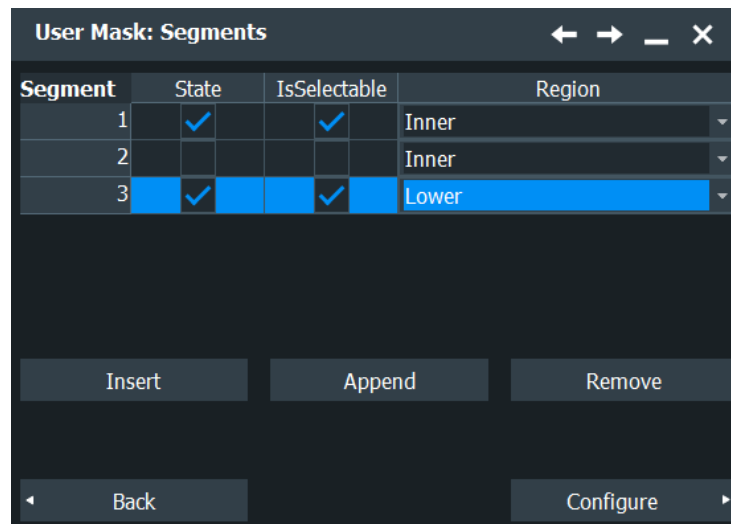 User Mask: Segments
Segment State IsSelectable Region
1 Inner
2 Inner
3 Lower
Insert Append Remove
Back Configure